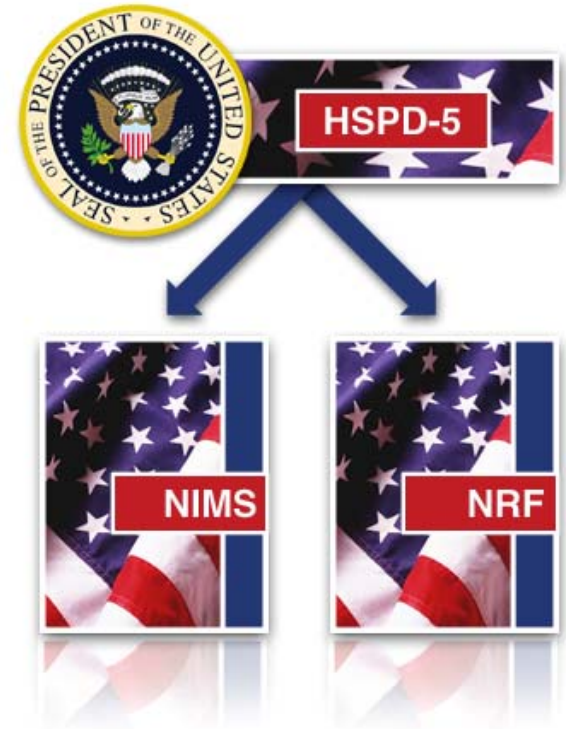 SEAL OF THE PRESIDENT OF THE UNITED STATES
HSPD-5
NIMS
NRF